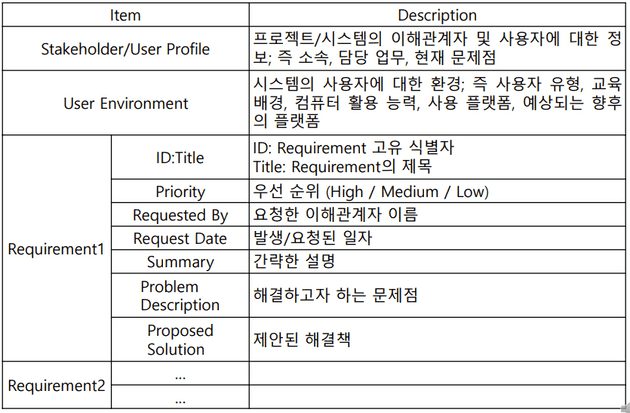 Item Description
Stakeholder/User Profile
프로젝트/시스템의 이해관계자 및 사용자에 대한 정
보; 즉 소속, 담당 업무, 현재 문제점
User Environment
시스템의 사용자에 대한 환경; 즉 사용자 유형, 교육
배경, 컴퓨터 활용 능력, 사용 플랫폼, 예상되는 향후
의 플랫폼
Requirement1
ID:Title
ID: Requirement 고유 식별자
Title: Requirement의 제목
Priority 우선 순위 (High / Medium / Low)
Requested By 요청한 이해관계자 이름
Request Date 발생/요청된 일자
Summary 간략한 설명
Problem
Description
해결하고자 하는 문제점
Proposed
Solution
제안된 해결책
Requirement2
...
...